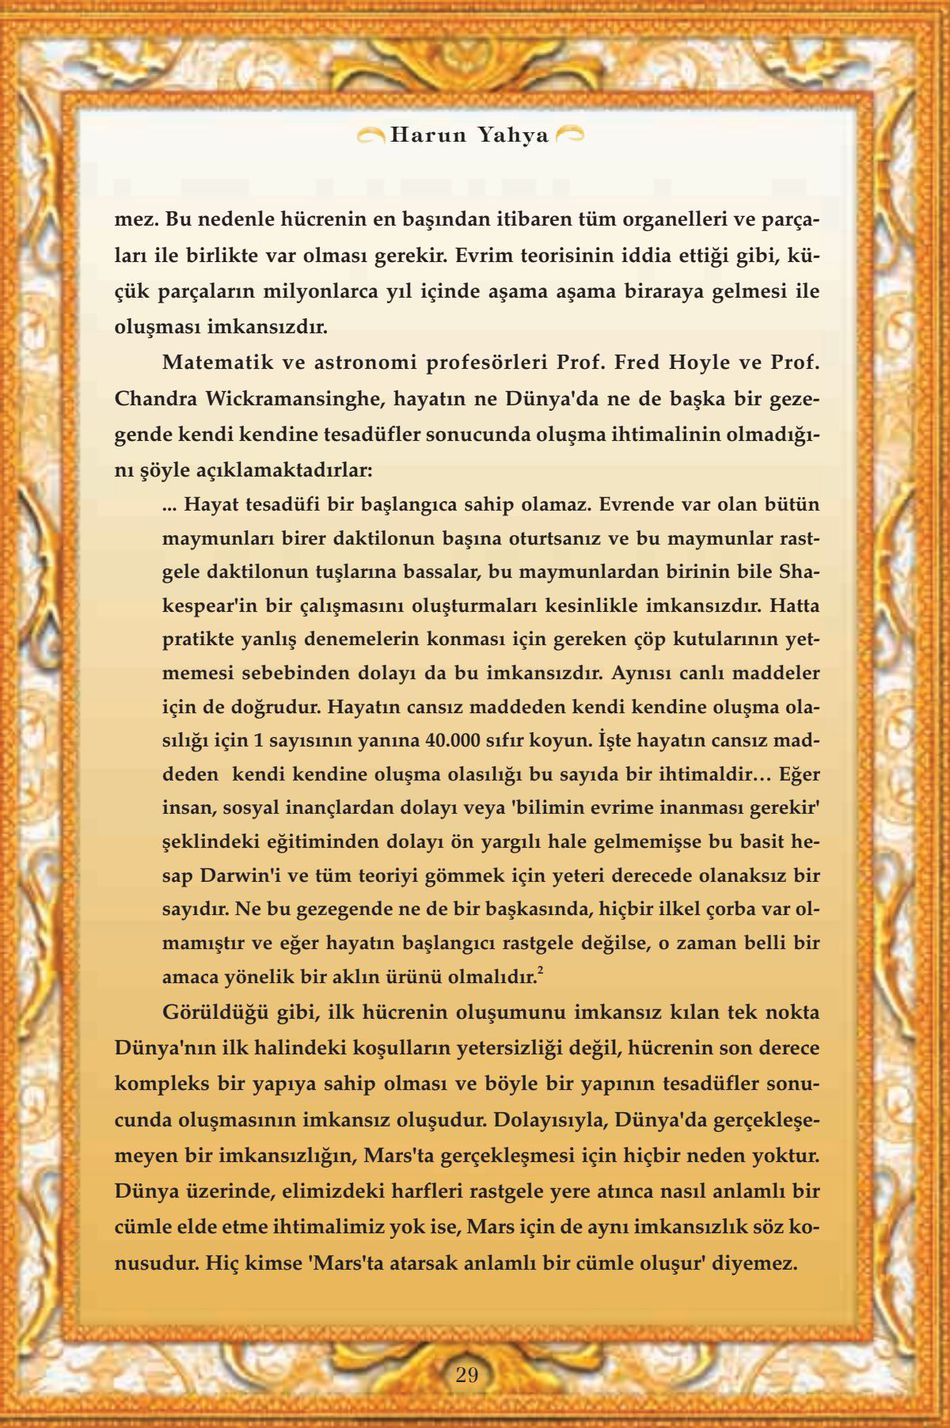 Harun Yahya
mez. Bu nedenle hücrenin en başından itibaren tüm organelleri ve parça-
ları ile birlikte var olması gerekir. Evrim teorisinin iddia ettiği gibi, kü-
çük parçaların milyonlarca yıl içinde aşama aşama biraraya gelmesi ile
oluşması imkansızdır.
Matematik ve astronomi profesörleri Prof. Fred Hoyle ve Prof.
Chandra Wickramansinghe, hayatın ne Dünya'da ne de başka bir geze-
gende kendi kendine tesadüfler sonucunda oluşma ihtimalinin olmadığı-
nı şöyle açıklamaktadırlar:
... Hayat tesadüfi bir başlangıca sahip olamaz. Evrende var olan bütün
maymunları birer daktilonun başına oturtsanız ve bu maymunlar rast-
gele daktilonun tuşlarına bassalar, bu maymunlardan birinin bile Sha-
kespear'in bir çalışmasını oluşturmaları kesinlikle imkansızdır. Hatta
pratikte yanlış denemelerin konması için gereken çöp kutularının yet-
memesi sebebinden dolayı da bu imkansızdır. Aynısı canlı maddeler
için de doğrudur. Hayatın cansız maddeden kendi kendine oluşma ola-
sılığı için 1 sayısının yanına 40.000 sıfır koyun. İşte hayatın cansız mad-
deden kendi kendine oluşma olasılığı bu sayıda bir ihtimaldir… Eğer
insan, sosyal inançlardan dolayı veya 'bilimin evrime inanması gerekir'
şeklindeki eğitiminden dolayı ön yargılı hale gelmemişse bu basit he-
sap Darwin'i ve tüm teoriyi gömmek için yeteri derecede olanaksız bir
sayıdır. Ne bu gezegende ne de bir başkasında, hiçbir ilkel çorba var ol-
mamıştır ve eğer hayatın başlangıcı rastgele değilse, o zaman belli bir
amaca yönelik bir aklın ürünü olmalıdır.2
Görüldüğü gibi, ilk hücrenin oluşumunu imkansız kılan tek nokta
Dünya'nın ilk halindeki koşulların yetersizliği değil, hücrenin son derece
kompleks bir yapıya sahip olması ve böyle bir yapının tesadüfler sonu-
cunda oluşmasının imkansız oluşudur. Dolayısıyla, Dünya'da gerçekleşe-
meyen bir imkansızlığın, Mars'ta gerçekleşmesi için hiçbir neden yoktur.
Dünya üzerinde, elimizdeki harfleri rastgele yere atınca nasıl anlamlı bir
cümle elde etme ihtimalimiz yok ise, Mars için de aynı imkansızlık söz ko-
nusudur. Hiç kimse 'Mars'ta atarsak anlamlı bir cümle oluşur' diyemez.
29